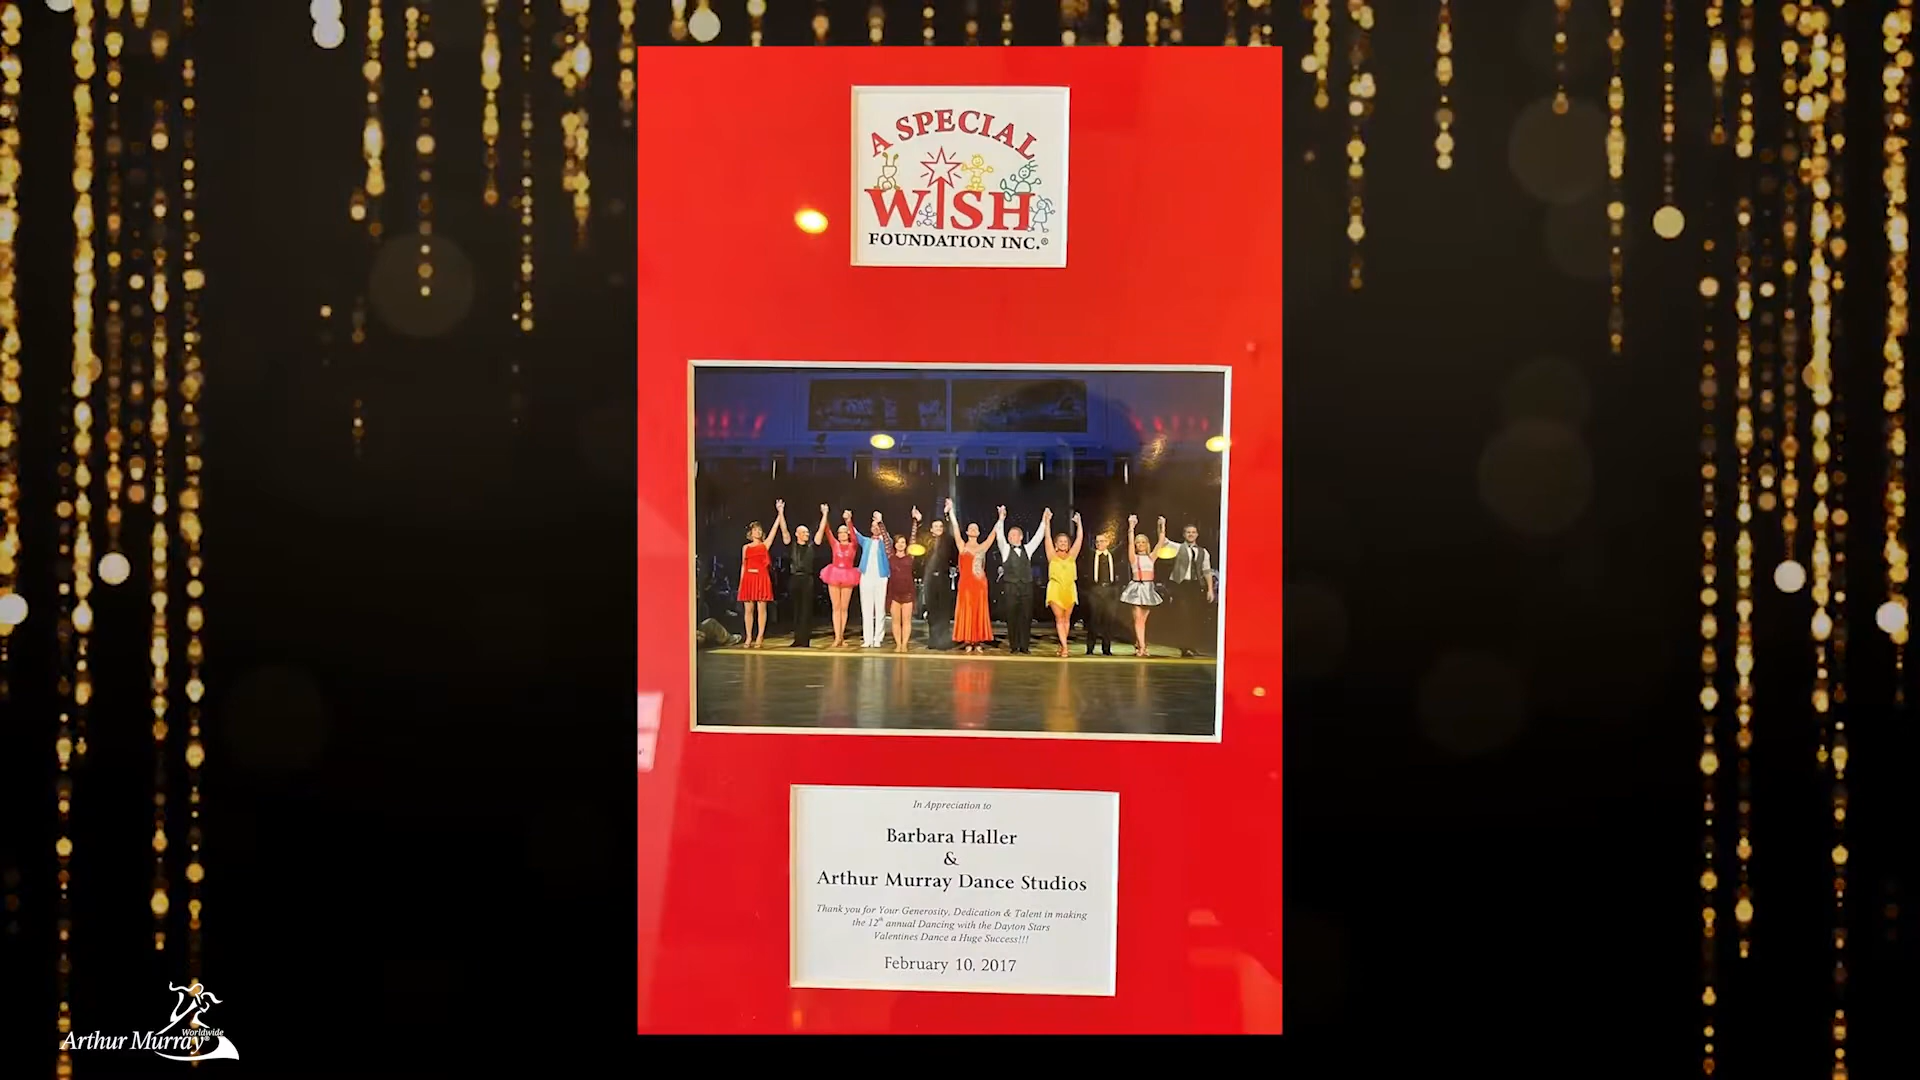 A SPECIAL
WISH
FOUNDATION INC.®
In Appreciation to
Barbara Haller
&
Arthur Murray Dance Studios
Thank you for Your Generosity, Dedication & Talent in making
the 12th annual Dancing with the Dayton Stars
Valentines Dance a Huge Success!!!
February 10, 2017
Worldwide
Arthur Murray®